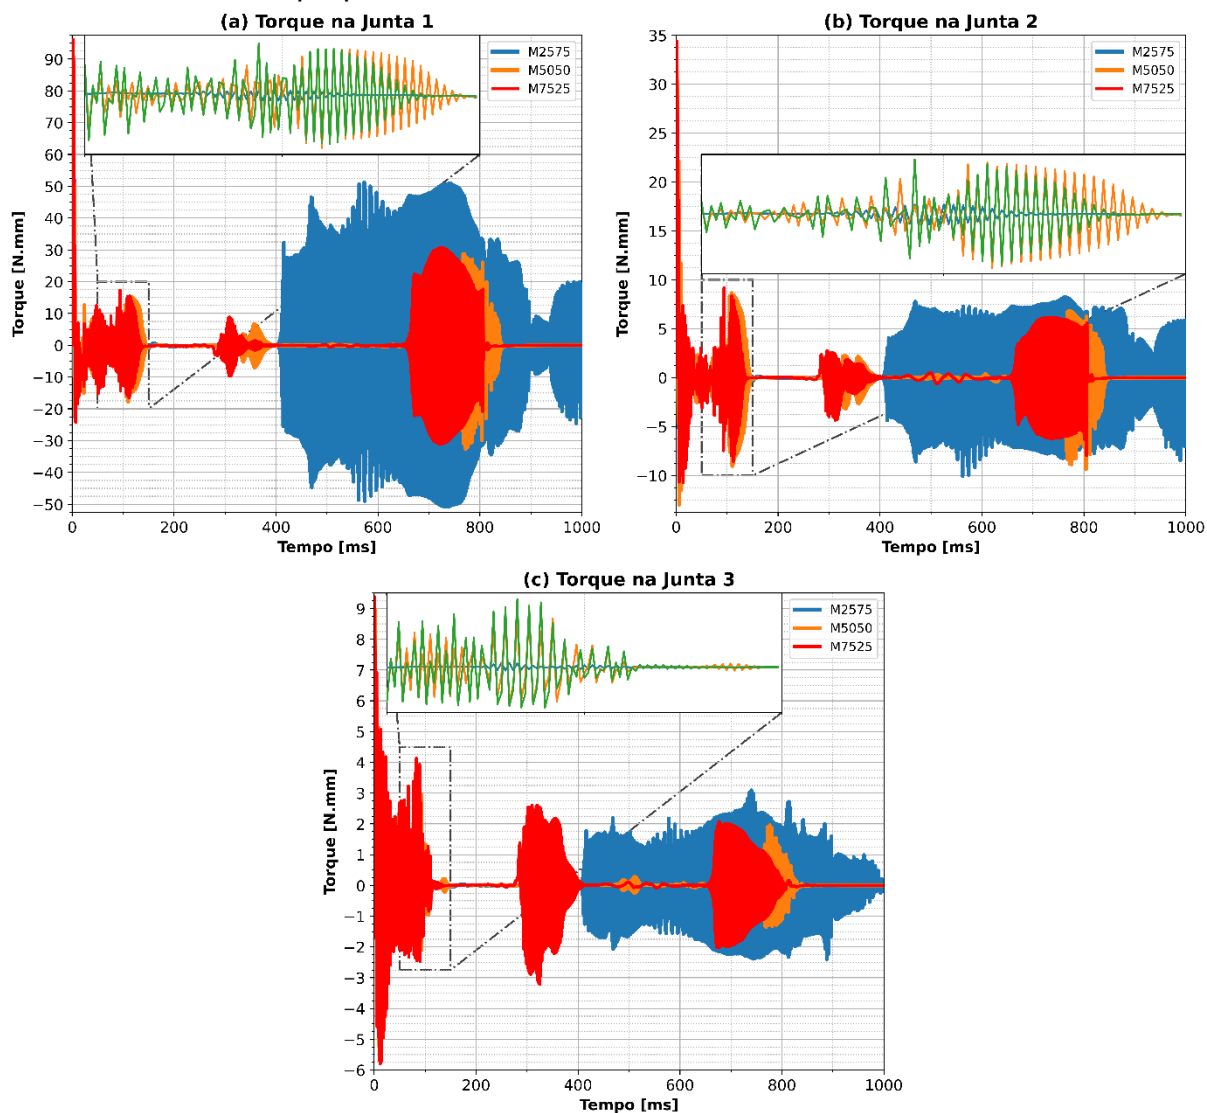 (a) Torque na Junta 1
Torque [N.mm]
90
80
70
60
50
40
30
20
10
0
−10
−20
−30
−40
−50
M2575
M5050
M7525
0 200 400 600 800 1000
Tempo [ms]
(b) Torque na Junta 2
Torque [N.mm]
35
30
25
20
15
10
5
0
−5
−10
M2575
M5050
M7525
0 200 400 600 800 1000
Tempo [ms]
(c) Torque na Junta 3
Torque [N.mm]
9
8
7
6
5
4
3
2
1
0
−1
−2
−3
−4
−5
−6
M2575
M5050
M7525
0 200 400 600 800 1000
Tempo [ms]